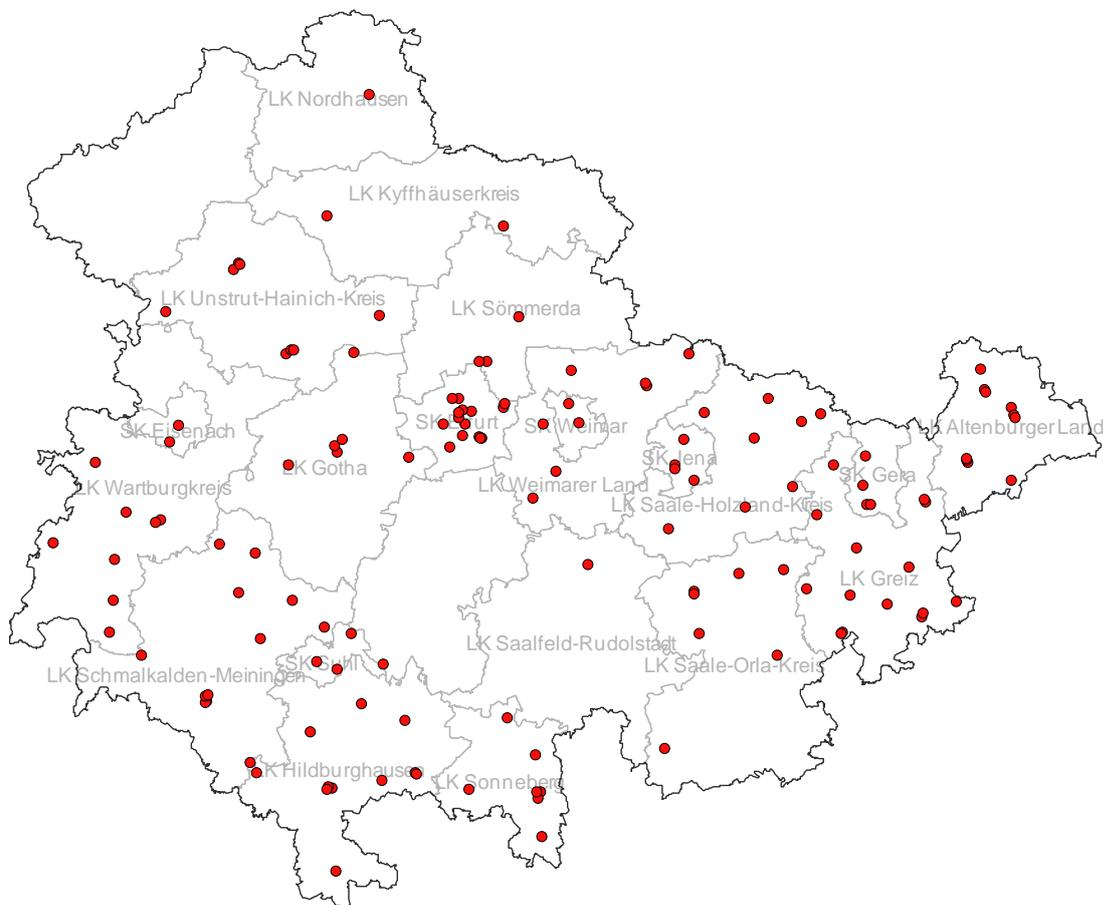 LK Nordhausen
LK Kyffhäuserkreis
LK Unstrut-Hainich-Kreis
LK Sömmerda
SK Eisenach
SK Erfurt
SK Weimar
LK Altenburger Land
LK Gotha
SK Jena
SK Gera
LK Wartburgkreis
LK Weimarer Land
LK Saale-Holzland-Kreis
LK Greiz
LK Saalfeld-Rudolstadt
SK Suhl
LK Saale-Orla-Kreis
LK Schmalkalden-Meiningen
LK Hildburghausen
LK Sonneberg